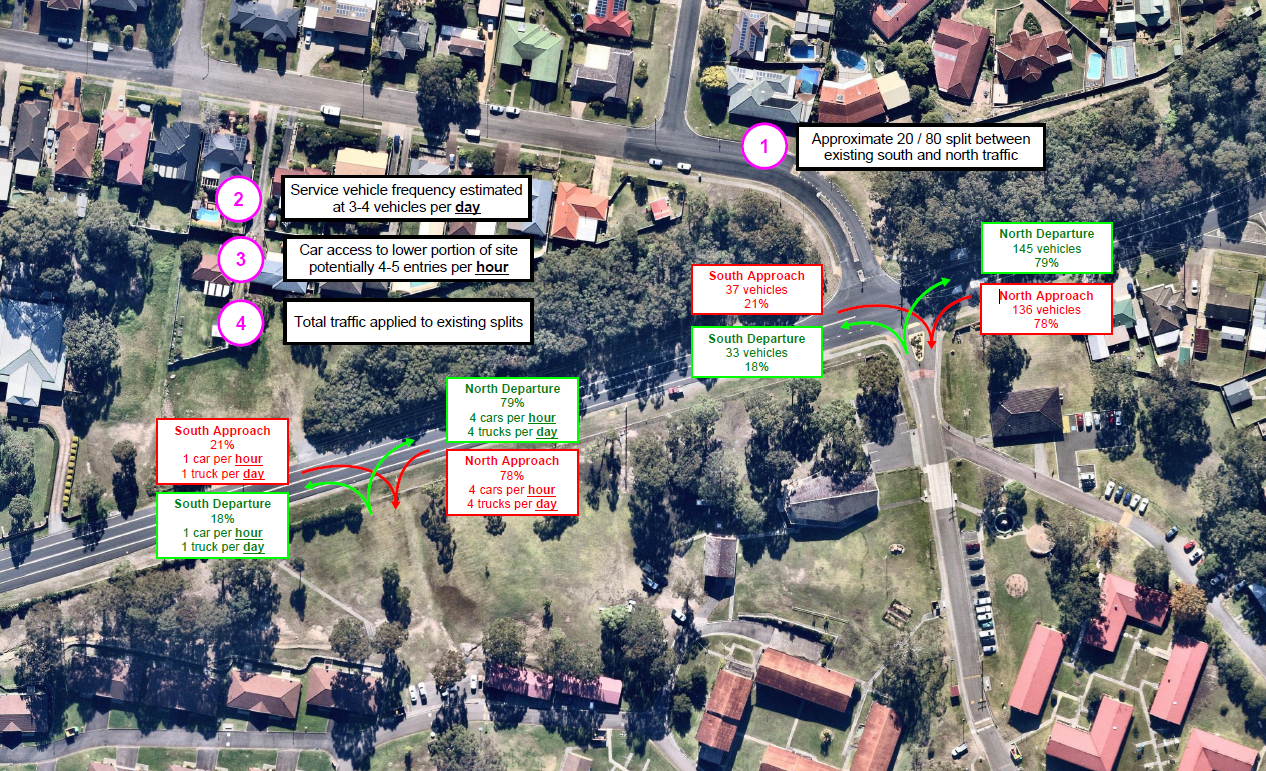 1
Approximate 20 / 80 split between
existing south and north traffic
2
Service vehicle frequency estimated
at 3-4 vehicles per day
3
Car access to lower portion of site
potentially 4-5 entries per hour
4
Total traffic applied to existing splits
North Departure
145 vehicles
79%
South Approach
37 vehicles
21%
North Approach
136 vehicles
78%
South Departure
33 vehicles
18%
North Departure
79%
4 cars per hour
4 trucks per day
South Approach
21%
1 car per hour
1 truck per day
North Approach
78%
4 cars per hour
4 trucks per day
South Departure
18%
1 car per hour
1 truck per day